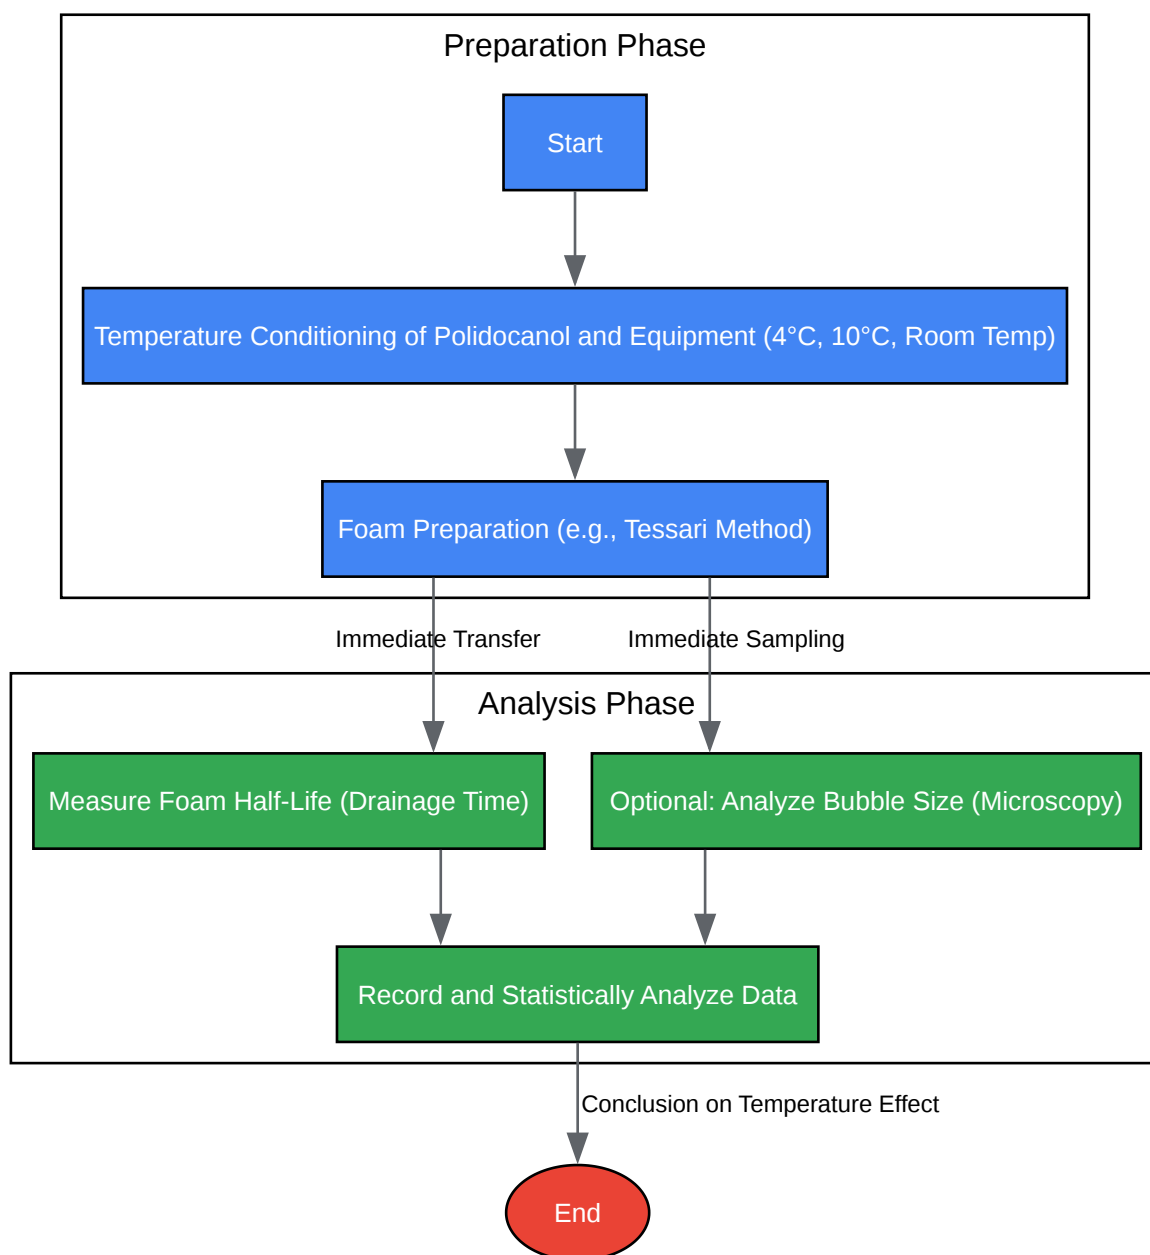 Preparation Phase
Start
Temperature Conditioning of Polidocanol and Equipment (4°C, 10°C, Room Temp)
Foam Preparation (e.g., Tessari Method)
Immediate Transfer
Immediate Sampling
Analysis Phase
Measure Foam Half-Life (Drainage Time)
Optional: Analyze Bubble Size (Microscopy)
Record and Statistically Analyze Data
Conclusion on Temperature Effect
End